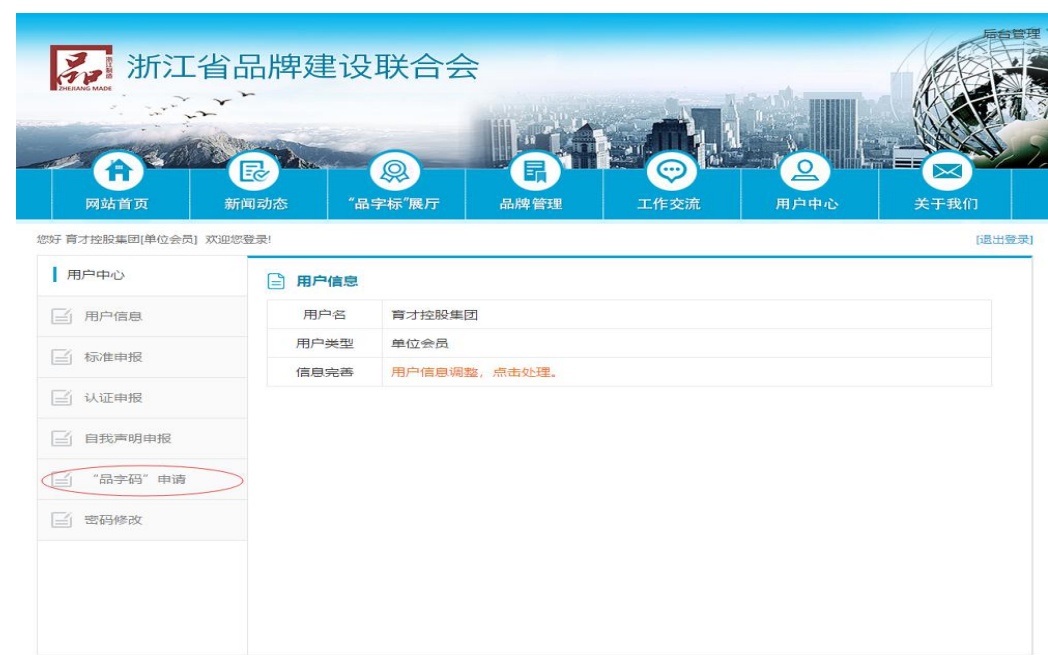 后台管理
品 浙江制造
ZHEJIANG MADE
浙江省品牌建设联合会
网站首页 新闻动态 “品字标”展厅 品牌管理 工作交流 用户中心 关于我们
您好 育才控股集团[单位会员] 欢迎您登录! [退出登录]
用户中心
用户信息
标准申报
认证申报
自我声明申报
“品字码”申请
密码修改
用户信息
用户名 育才控股集团
用户类型 单位会员
信息完善 用户信息调整，点击处理。